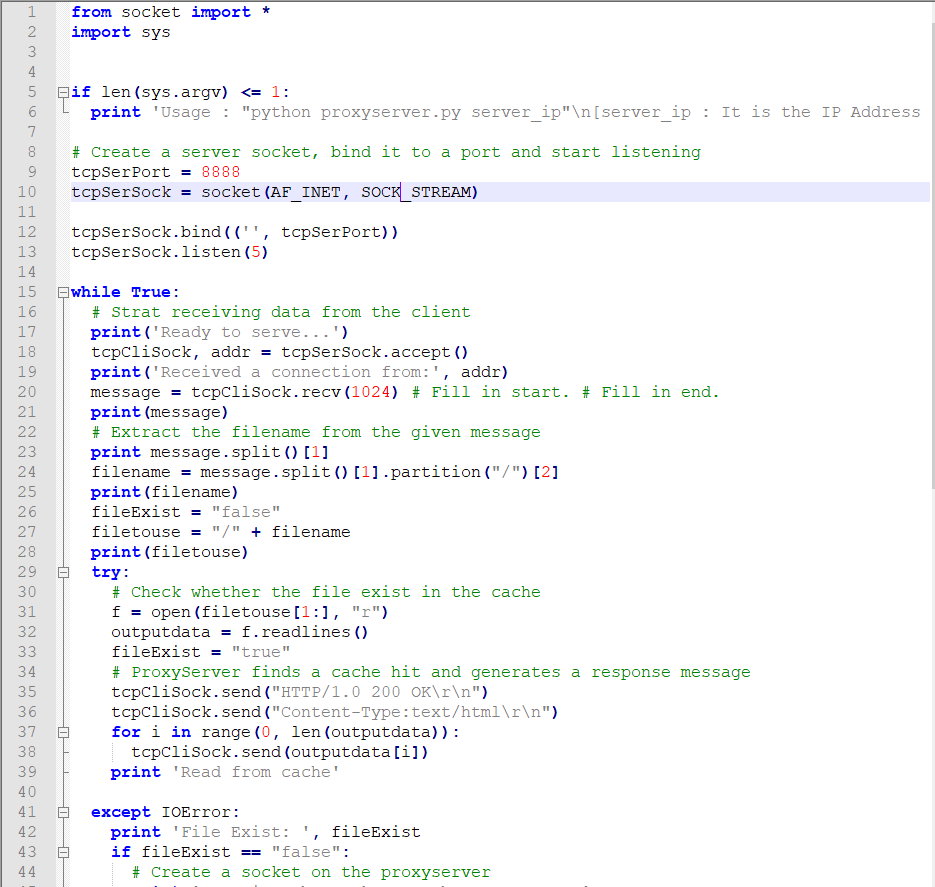 1 from socket import *
2 import sys
3
4
5 if len(sys.argv) <= 1:
6   print 'Usage : "python proxyserver.py server_ip"\n[server_ip : It is the IP Address
7
8 # Create a server socket, bind it to a port and start listening
9 tcpSerPort = 8888
10 tcpSerSock = socket(AF_INET, SOCK_STREAM)
11
12 tcpSerSock.bind(('', tcpSerPort))
13 tcpSerSock.listen(5)
14
15 while True:
16   # Strat receiving data from the client
17   print('Ready to serve...')
18   tcpCliSock, addr = tcpSerSock.accept()
19   print('Received a connection from:', addr)
20   message = tcpCliSock.recv(1024) # Fill in start. # Fill in end.
21   print(message)
22   # Extract the filename from the given message
23   print message.split()[1]
24   filename = message.split()[1].partition("/")[2]
25   print(filename)
26   fileExist = "false"
27   filetouse = "/" + filename
28   print(filetouse)
29   try:
30     # Check whether the file exist in the cache
31     f = open(filetouse[1:], "r")
32     outputdata = f.readlines()
33     fileExist = "true"
34     # ProxyServer finds a cache hit and generates a response message
35     tcpCliSock.send("HTTP/1.0 200 OK\r\n")
36     tcpCliSock.send("Content-Type:text/html\r\n")
37     for i in range(0, len(outputdata)):
38       tcpCliSock.send(outputdata[i])
39     print 'Read from cache'
40
41   except IOError:
42     print 'File Exist: ', fileExist
43     if fileExist == "false":
44       # Create a socket on the proxyserver